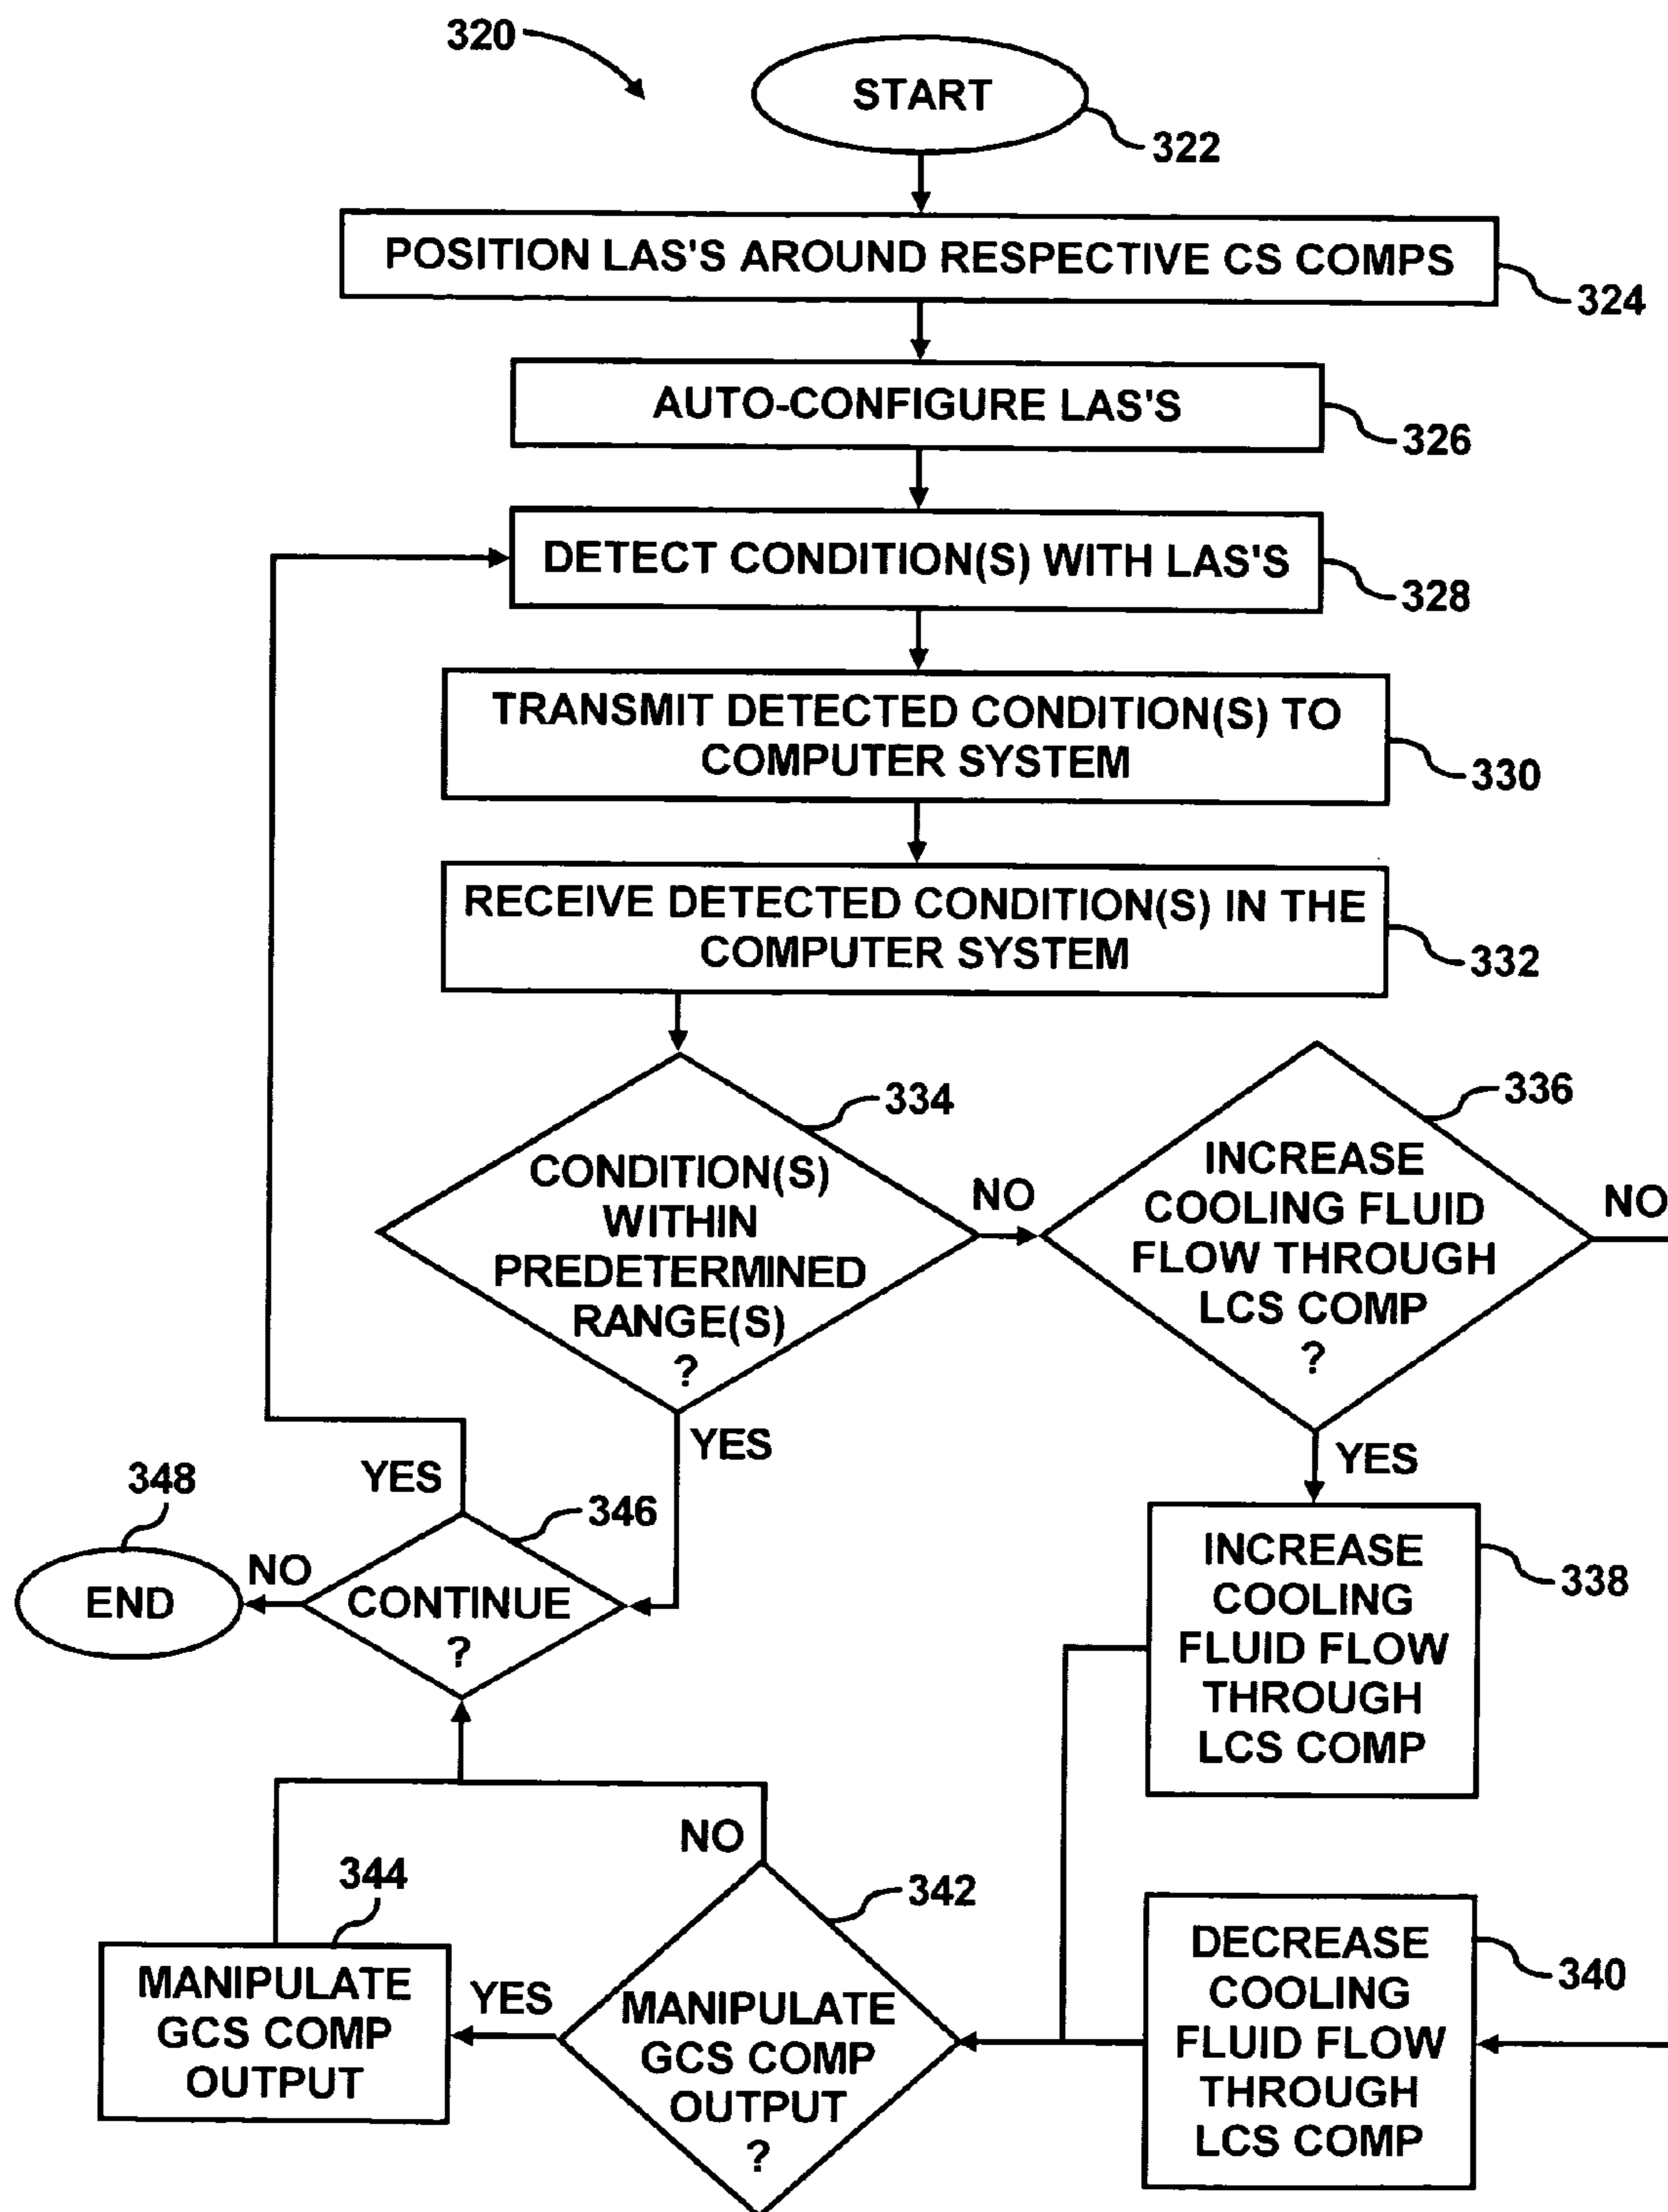 320
START
322
POSITION LAS'S AROUND RESPECTIVE CS COMPS
324
AUTO-CONFIGURE LAS'S
326
DETECT CONDITION(S) WITH LAS'S
328
TRANSMIT DETECTED CONDITION(S) TO
COMPUTER SYSTEM
330
RECEIVE DETECTED CONDITION(S) IN THE
COMPUTER SYSTEM
332
334
CONDITION(S)
WITHIN
PREDETERMINED
RANGE(S)
?
NO
YES
336
INCREASE
COOLING FLUID
FLOW THROUGH
LCS COMP
?
NO
YES
338
INCREASE
COOLING
FLUID FLOW
THROUGH
LCS COMP
340
DECREASE
COOLING
FLUID FLOW
THROUGH
LCS COMP
342
MANIPULATE
GCS COMP
OUTPUT
?
NO
YES
344
MANIPULATE
GCS COMP
OUTPUT
346
CONTINUE
?
YES
NO
348
END